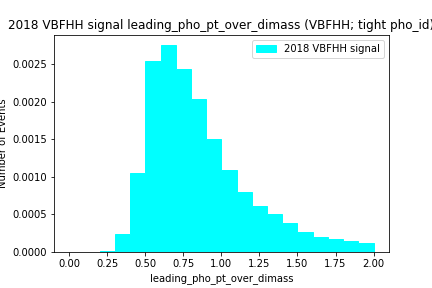 2018 VBFHH signal leading_pho_pt_over_dimass (VBFHH; tight pho_id)
2018 VBFHH signal
Number of Events
0.0025
0.0020
0.0015
0.0010
0.0005
0.0000
0.00 0.25 0.50 0.75 1.00 1.25 1.50 1.75 2.00
leading_pho_pt_over_dimass